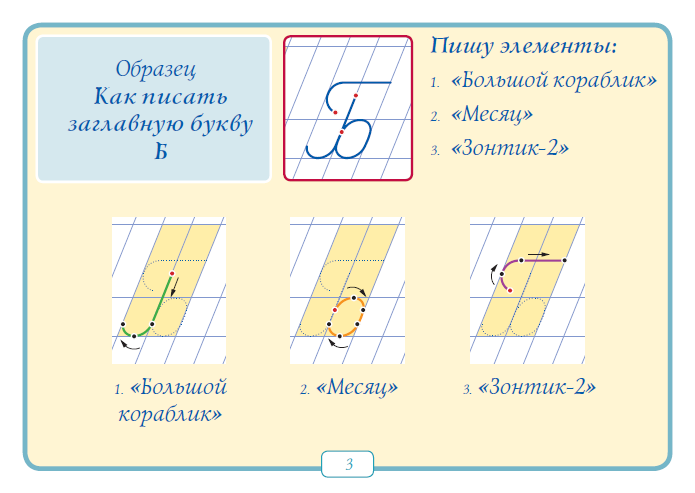 Образец
Как писать
заглавную букву
Б
Пишу элементы:
1. «Большой кораблик»
2. «Месяц»
3. «Зонтик-2»
1. «Большой
кораблик»
2. «Месяц»
3. «Зонтик-2»
3